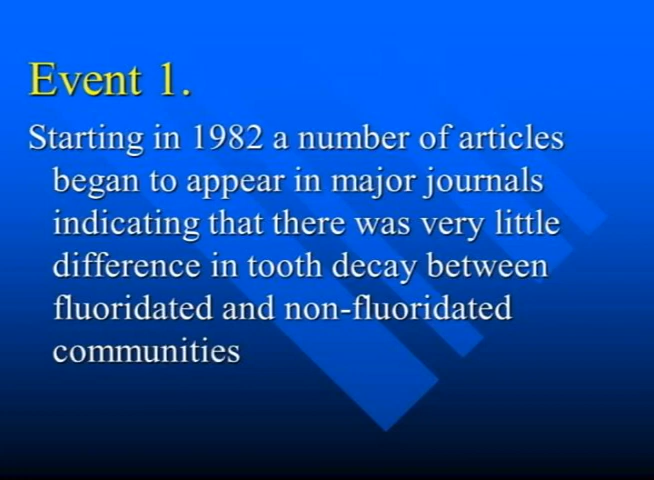 Event 1.
Starting in 1982 a number of articles
began to appear in major journals
indicating that there was very little
difference in tooth decay between
fluoridated and non-fluoridated
communities